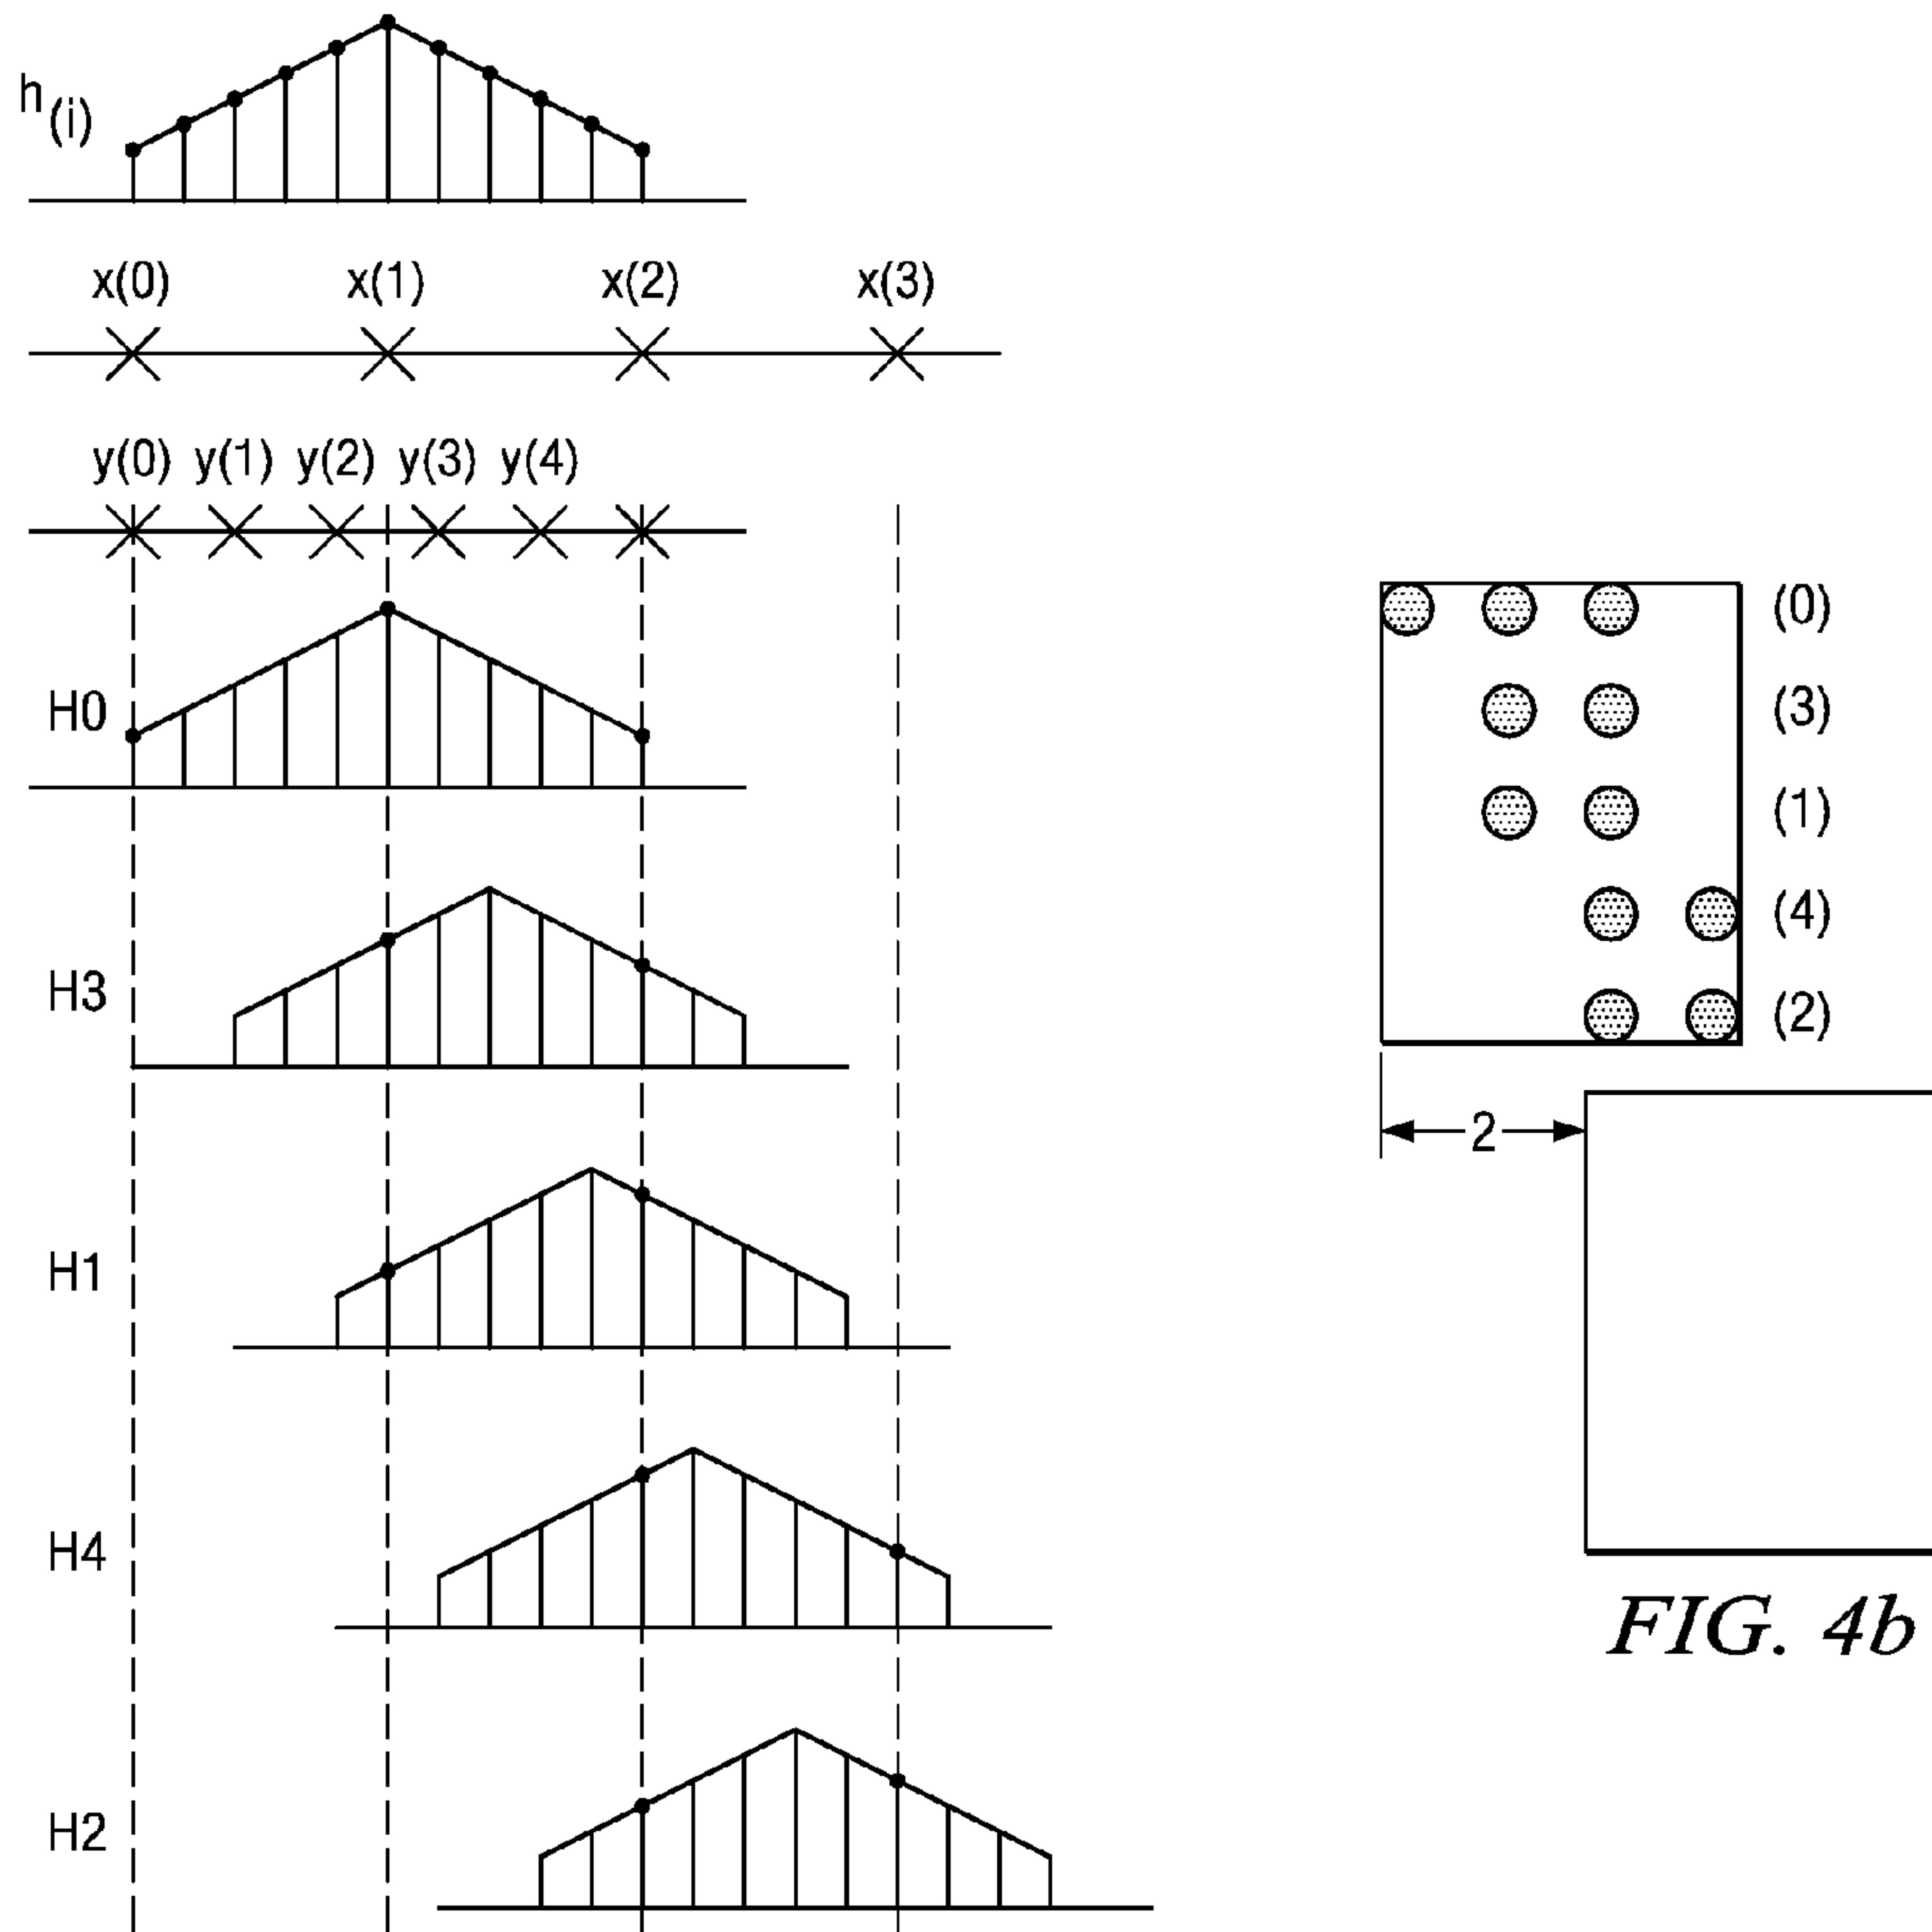 h(i)
x(0) x(1) x(2) x(3)
y(0) y(1) y(2) y(3) y(4)
H0
H3
H1
H4
H2
(0)
(3)
(1)
(4)
(2)
2
FIG. 4b